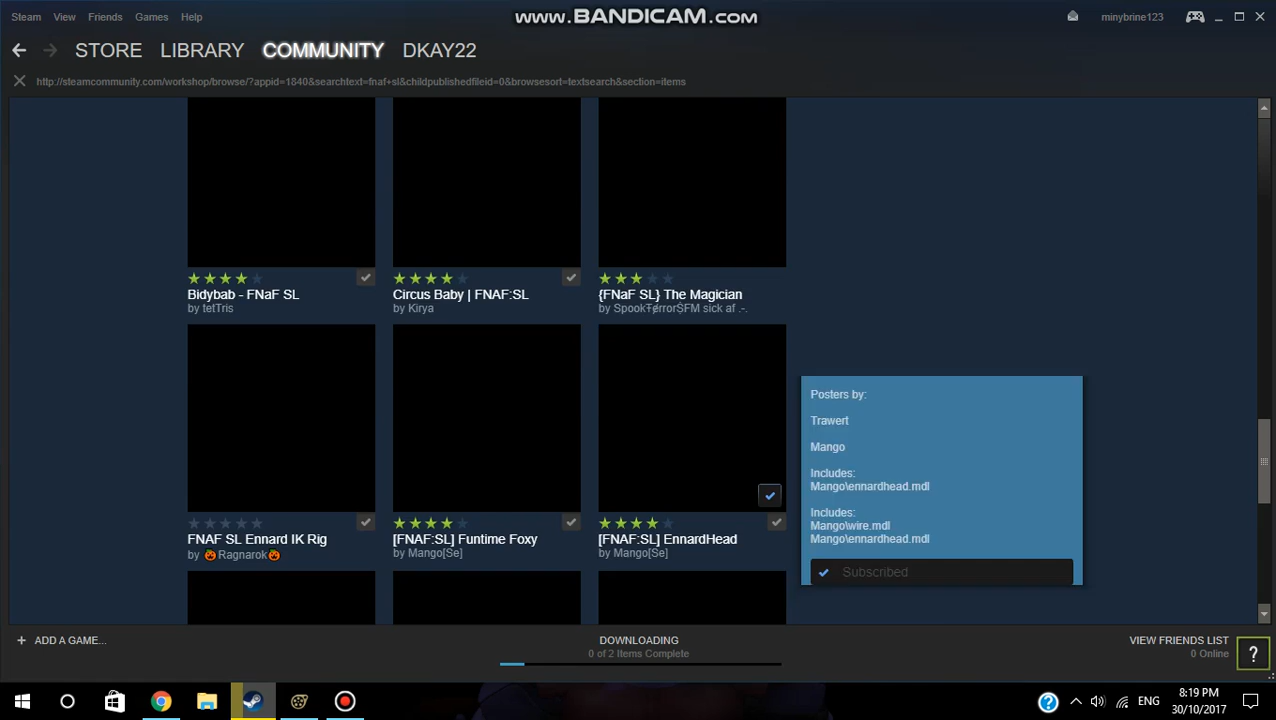 Steam View Friends Games Help
www.BANDICAM.com
minybrine123
STORE LIBRARY COMMUNITY DKAY22
http://steamcommunity.com/workshop/browse/?appid=1840&searchtext=fnaf+sl&childpublishedfileid=0&browsesort=textsearch&section=items
Bidybab - FNaF SL
by tetTris
Circus Baby | FNAF:SL
by Kirya
{FNaF SL} The Magician
sick af .-.
Posters by:
Trawert
Mango
Includes:
Mango\ennardhead.mdl
Includes:
Mango\wire.mdl
Mango\ennardhead.mdl
Subscribed
FNAF SL Ennard IK Rig
by 🎃Ragnarok🎃
[FNAF:SL] Funtime Foxy
by Mango[Se]
[FNAF:SL] EnnardHead
by Mango[Se]
+ ADD A GAME...
DOWNLOADING
0 of 2 Items Complete
VIEW FRIENDS LIST
0 Online
?
ENG
8:19 PM
30/10/2017